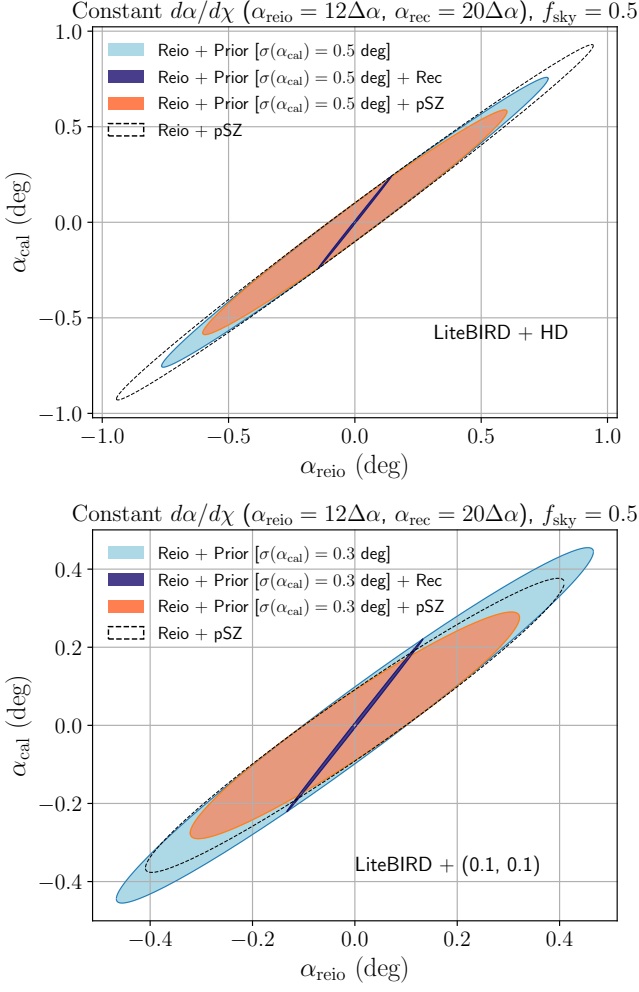 Constant dα/dχ (α_reio = 12Δα, α_rec = 20Δα), f_sky = 0.5
1.0
Reio + Prior [σ(α_cal) = 0.5 deg]
Reio + Prior [σ(α_cal) = 0.5 deg] + Rec
Reio + Prior [σ(α_cal) = 0.5 deg] + pSZ
Reio + pSZ
0.5
0.0
α_cal (deg)
−0.5
LiteBIRD + HD
−1.0
−1.0 −0.5 0.0 0.5 1.0
α_reio (deg)
Constant dα/dχ (α_reio = 12Δα, α_rec = 20Δα), f_sky = 0.5
Reio + Prior [σ(α_cal) = 0.3 deg]
Reio + Prior [σ(α_cal) = 0.3 deg] + Rec
Reio + Prior [σ(α_cal) = 0.3 deg] + pSZ
Reio + pSZ
0.4
0.2
0.0
α_cal (deg)
−0.2
LiteBIRD + (0.1, 0.1)
−0.4
−0.4 −0.2 0.0 0.2 0.4
α_reio (deg)